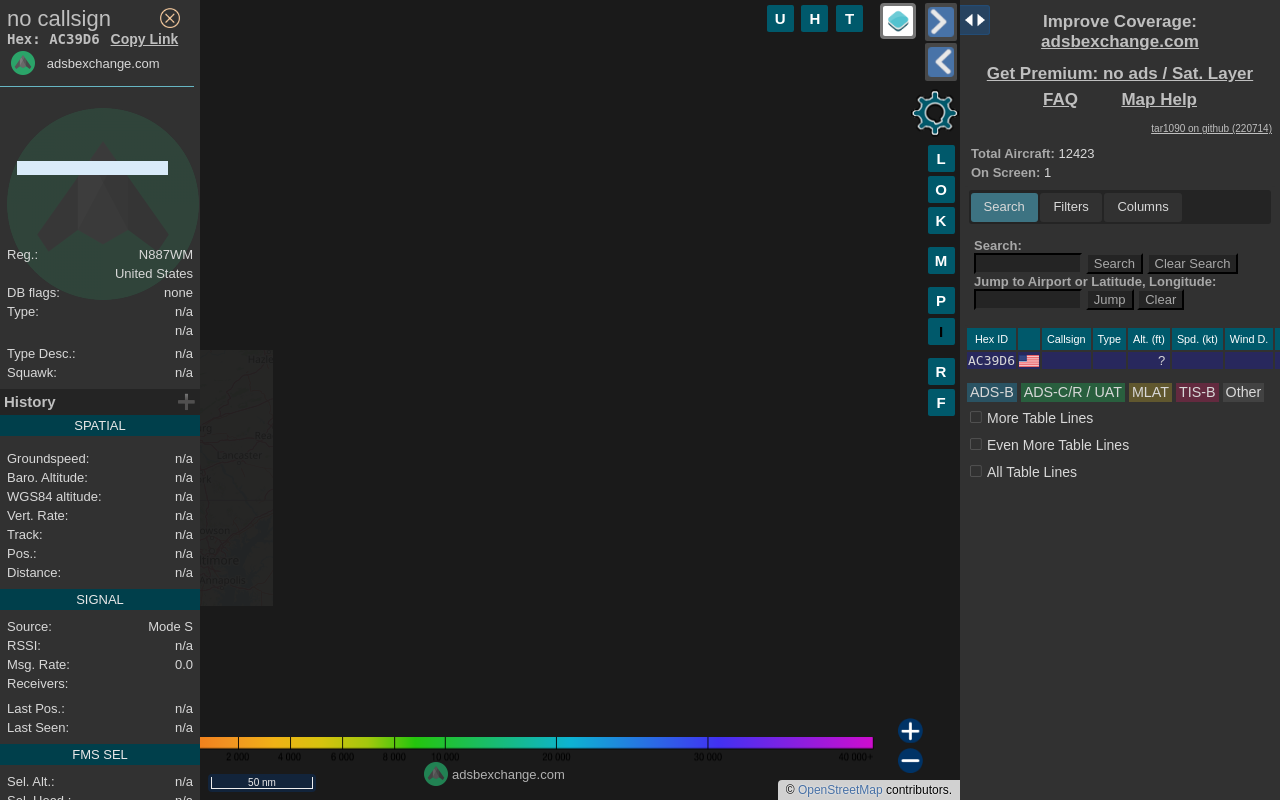 no callsign
Hex: AC39D6 Copy Link
adsbexchange.com
Reg.: N887WM
United States
DB flags: none
Type: n/a
n/a
Type Desc.: n/a
Squawk: n/a
History
SPATIAL
Groundspeed: n/a
Baro. Altitude: n/a
WGS84 altitude: n/a
Vert. Rate: n/a
Track: n/a
Pos.: n/a
Distance: n/a
SIGNAL
Source: Mode S
RSSI: n/a
Msg. Rate: 0.0
Receivers:
Last Pos.: n/a
Last Seen: n/a
FMS SEL
Sel. Alt.: n/a
Sel. Head.: n/a
U H T
L
O
K
M
P
I
R
F
Lancaster
Annapolis
2 000 4 000 6 000 8 000 10 000 20 000 30 000 40 000+
50 nm
adsbexchange.com
© OpenStreetMap contributors.
Improve Coverage:
adsbexchange.com
Get Premium: no ads / Sat. Layer
FAQ Map Help
tar1090 on github (220714)
Total Aircraft: 12423
On Screen: 1
Search Filters Columns
Search:
Search Clear Search
Jump to Airport or Latitude, Longitude:
Jump Clear
Hex ID Callsign Type Alt. (ft) Spd. (kt) Wind D.
AC39D6 ?
ADS-B ADS-C/R / UAT MLAT TIS-B Other
More Table Lines
Even More Table Lines
All Table Lines